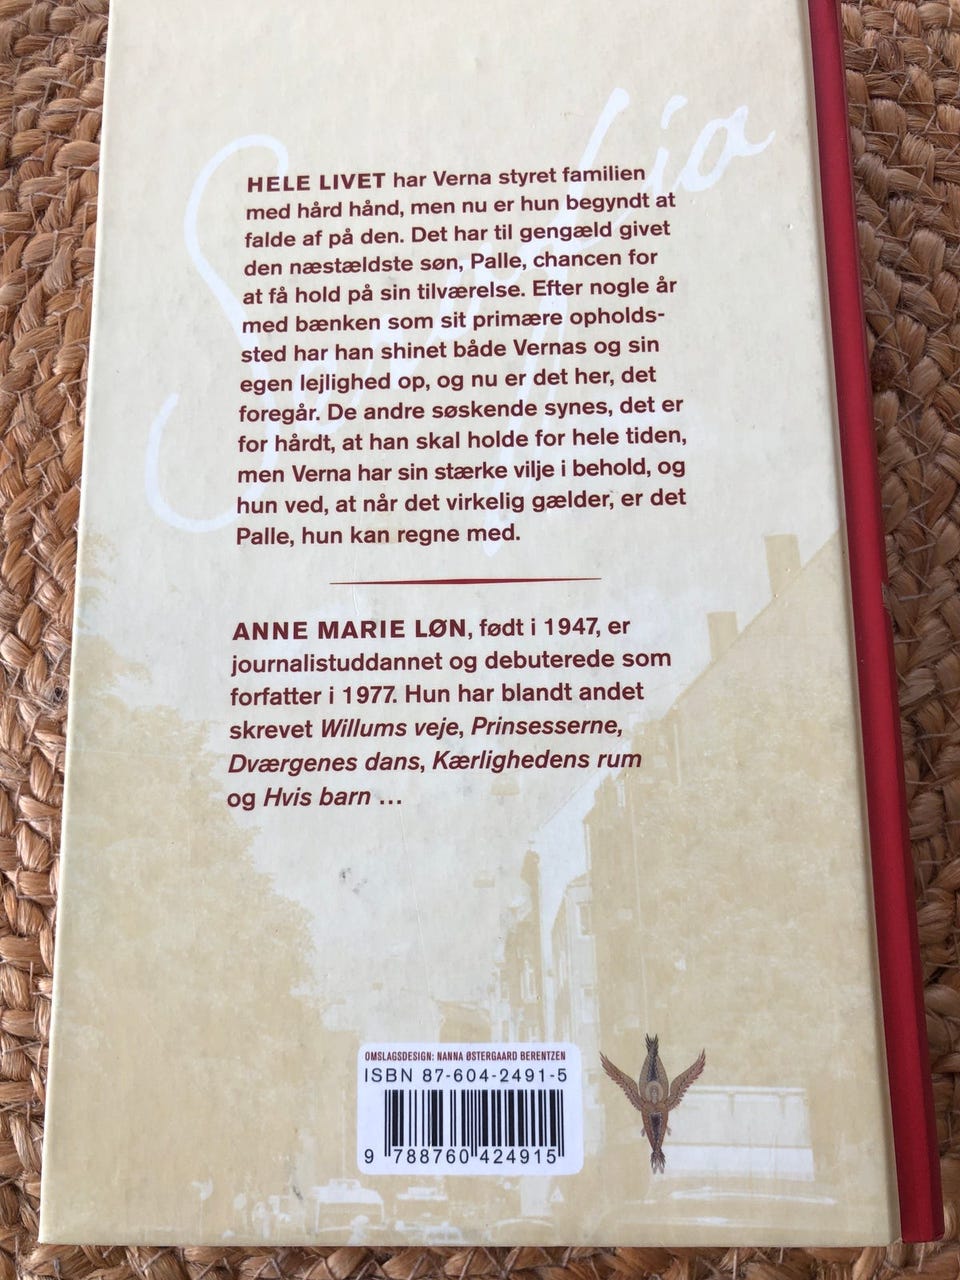 HELE LIVET har Verna styret familien
med hård hånd, men nu er hun begyndt at
falde af på den. Det har til gengæld givet
den næstældste søn, Palle, chancen for
at få hold på sin tilværelse. Efter nogle år
med bænken som sit primære opholds-
sted har han shinet både Vernas og sin
egen lejlighed op, og nu er det her, det
foregår. De andre søskende synes, det er
for hårdt, at han skal holde for hele tiden,
men Verna har sin stærke vilje i behold, og
hun ved, at når det virkelig gælder, er det
Palle, hun kan regne med.
ANNE MARIE LØN, født i 1947, er
journalistuddannet og debuterede som
forfatter i 1977. Hun har blandt andet
skrevet Willums veje, Prinsesserne,
Dværgenes dans, Kærlighedens rum
og Hvis barn ...
OMSLAGSDESIGN: NANNA ØSTERGAARD BERENTZEN
ISBN 87-604-2491-5
9 788760 424915